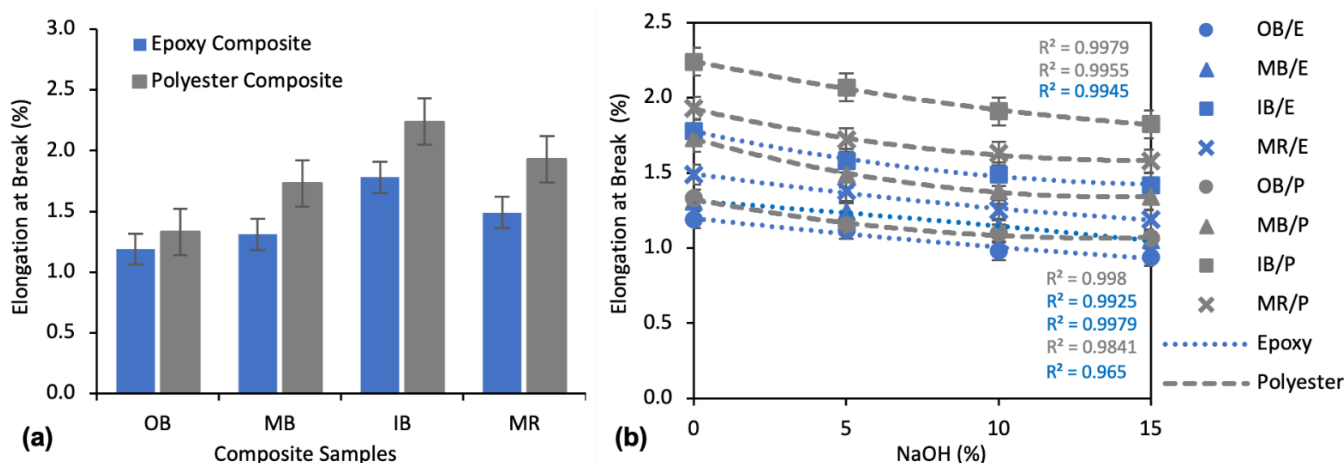 Elongation at Break (%)
3.0
2.5
2.0
1.5
1.0
0.5
0.0
Epoxy Composite
Polyester Composite
OB MB IB MR
Composite Samples
(a)
Elongation at Break (%)
2.5
2.0
1.5
1.0
0.5
0.0
R² = 0.9979
R² = 0.9955
R² = 0.9945
R² = 0.998
R² = 0.9925
R² = 0.9979
R² = 0.9841
R² = 0.965
0 5 10 15
NaOH (%)
(b)
OB/E
MB/E
IB/E
MR/E
OB/P
MB/P
IB/P
MR/P
Epoxy
Polyester